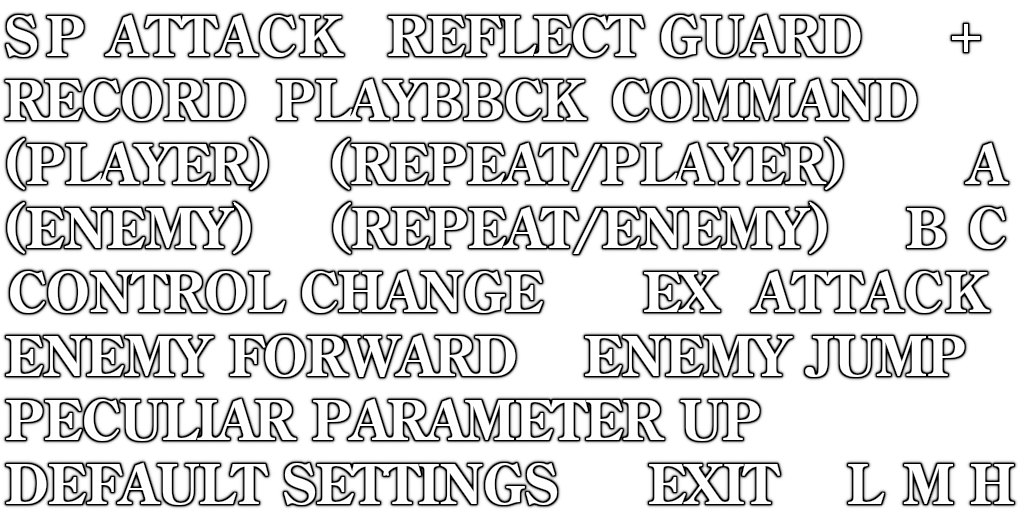 SP ATTACK REFLECT GUARD +
RECORD PLAYBBCK COMMAND
(PLAYER) (REPEAT/PLAYER) A
(ENEMY) (REPEAT/ENEMY) B C
CONTROL CHANGE EX ATTACK
ENEMY FORWARD ENEMY JUMP
PECULIAR PARAMETER UP
DEFAULT SETTINGS EXIT L M H